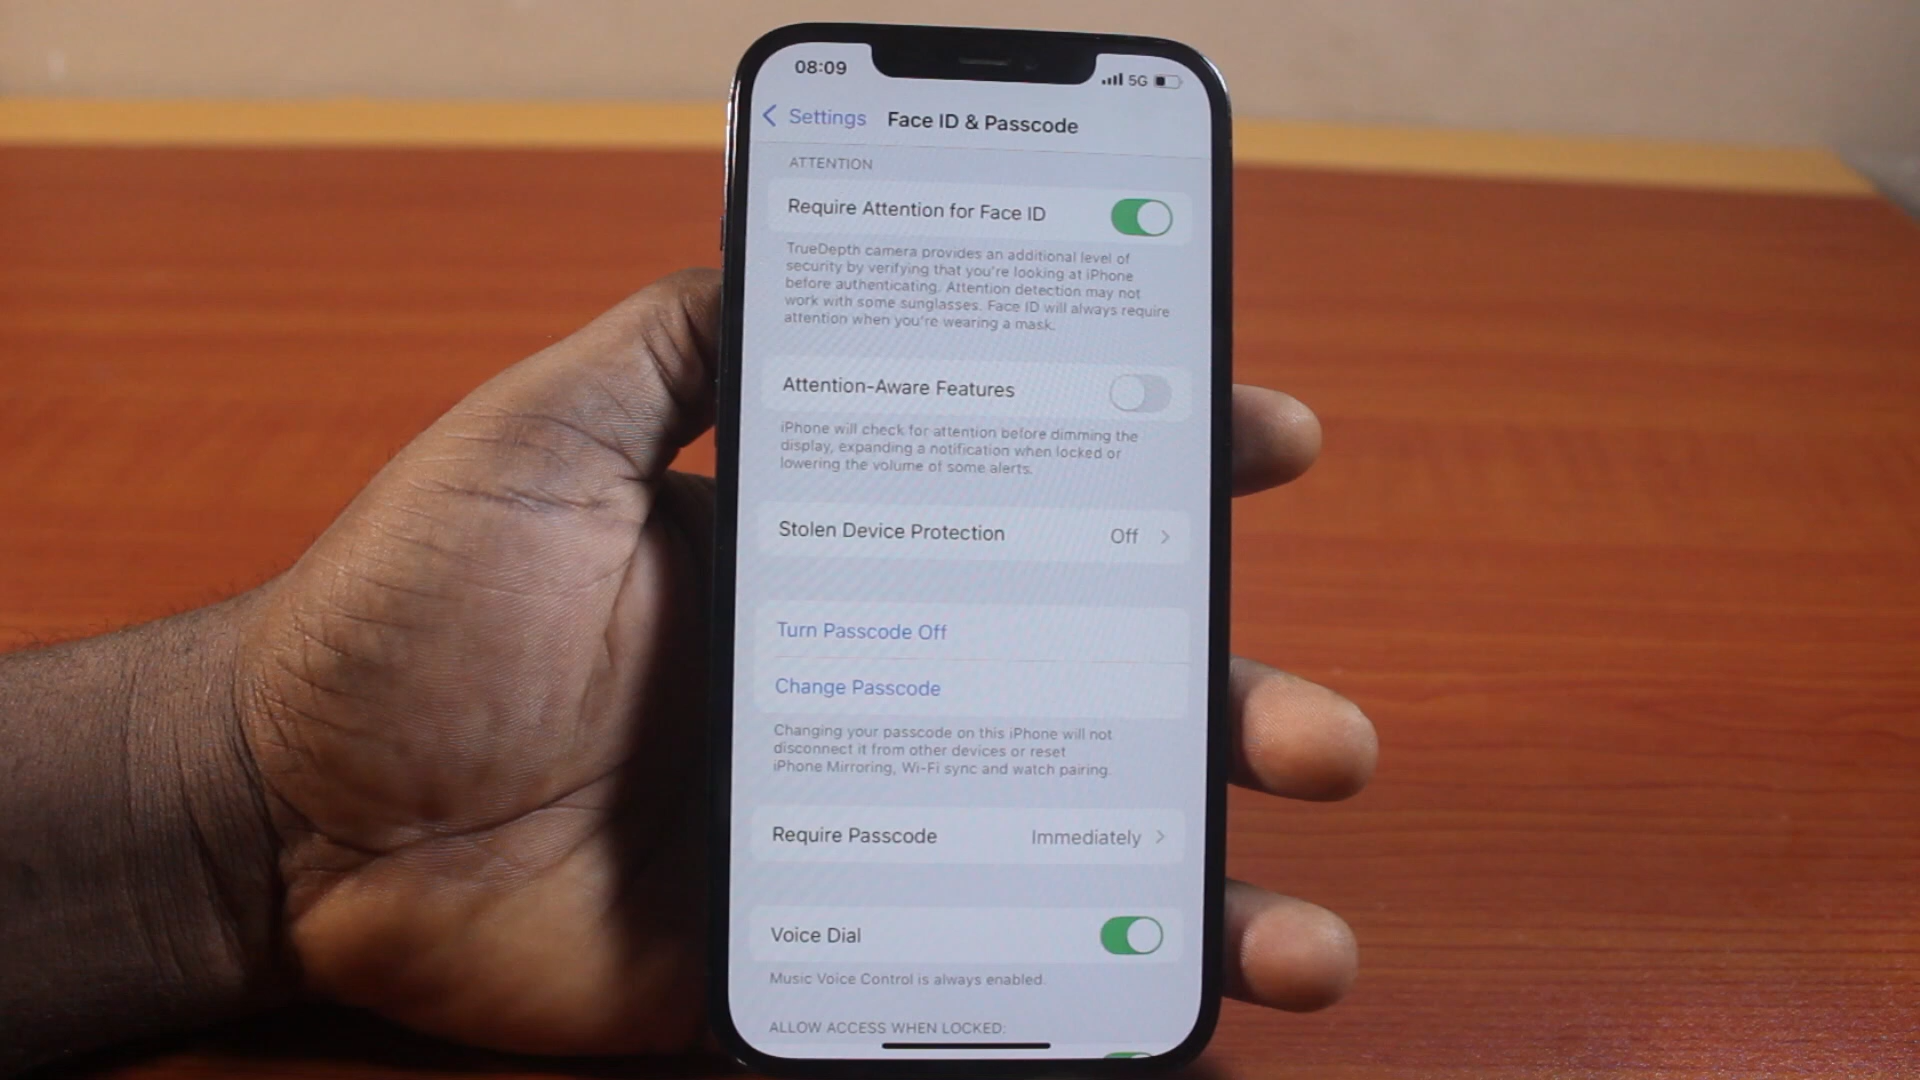 08:09
5G
Settings
Face ID & Passcode
ATTENTION
Require Attention for Face ID
TrueDepth camera provides an additional level of
security by verifying that you're looking at iPhone
before authenticating. Attention detection may not
work with some sunglasses. Face ID will always require
attention when you're wearing a mask.
Attention-Aware Features
iPhone will check for attention before dimming the
display, expanding a notification when locked or
lowering the volume of some alerts.
Stolen Device Protection
Off
Turn Passcode Off
Change Passcode
Changing your passcode on this iPhone will not
disconnect it from other devices or reset
iPhone Mirroring, Wi-Fi sync and watch pairing.
Require Passcode
Immediately
Voice Dial
Music Voice Control is always enabled.
ALLOW ACCESS WHEN LOCKED: